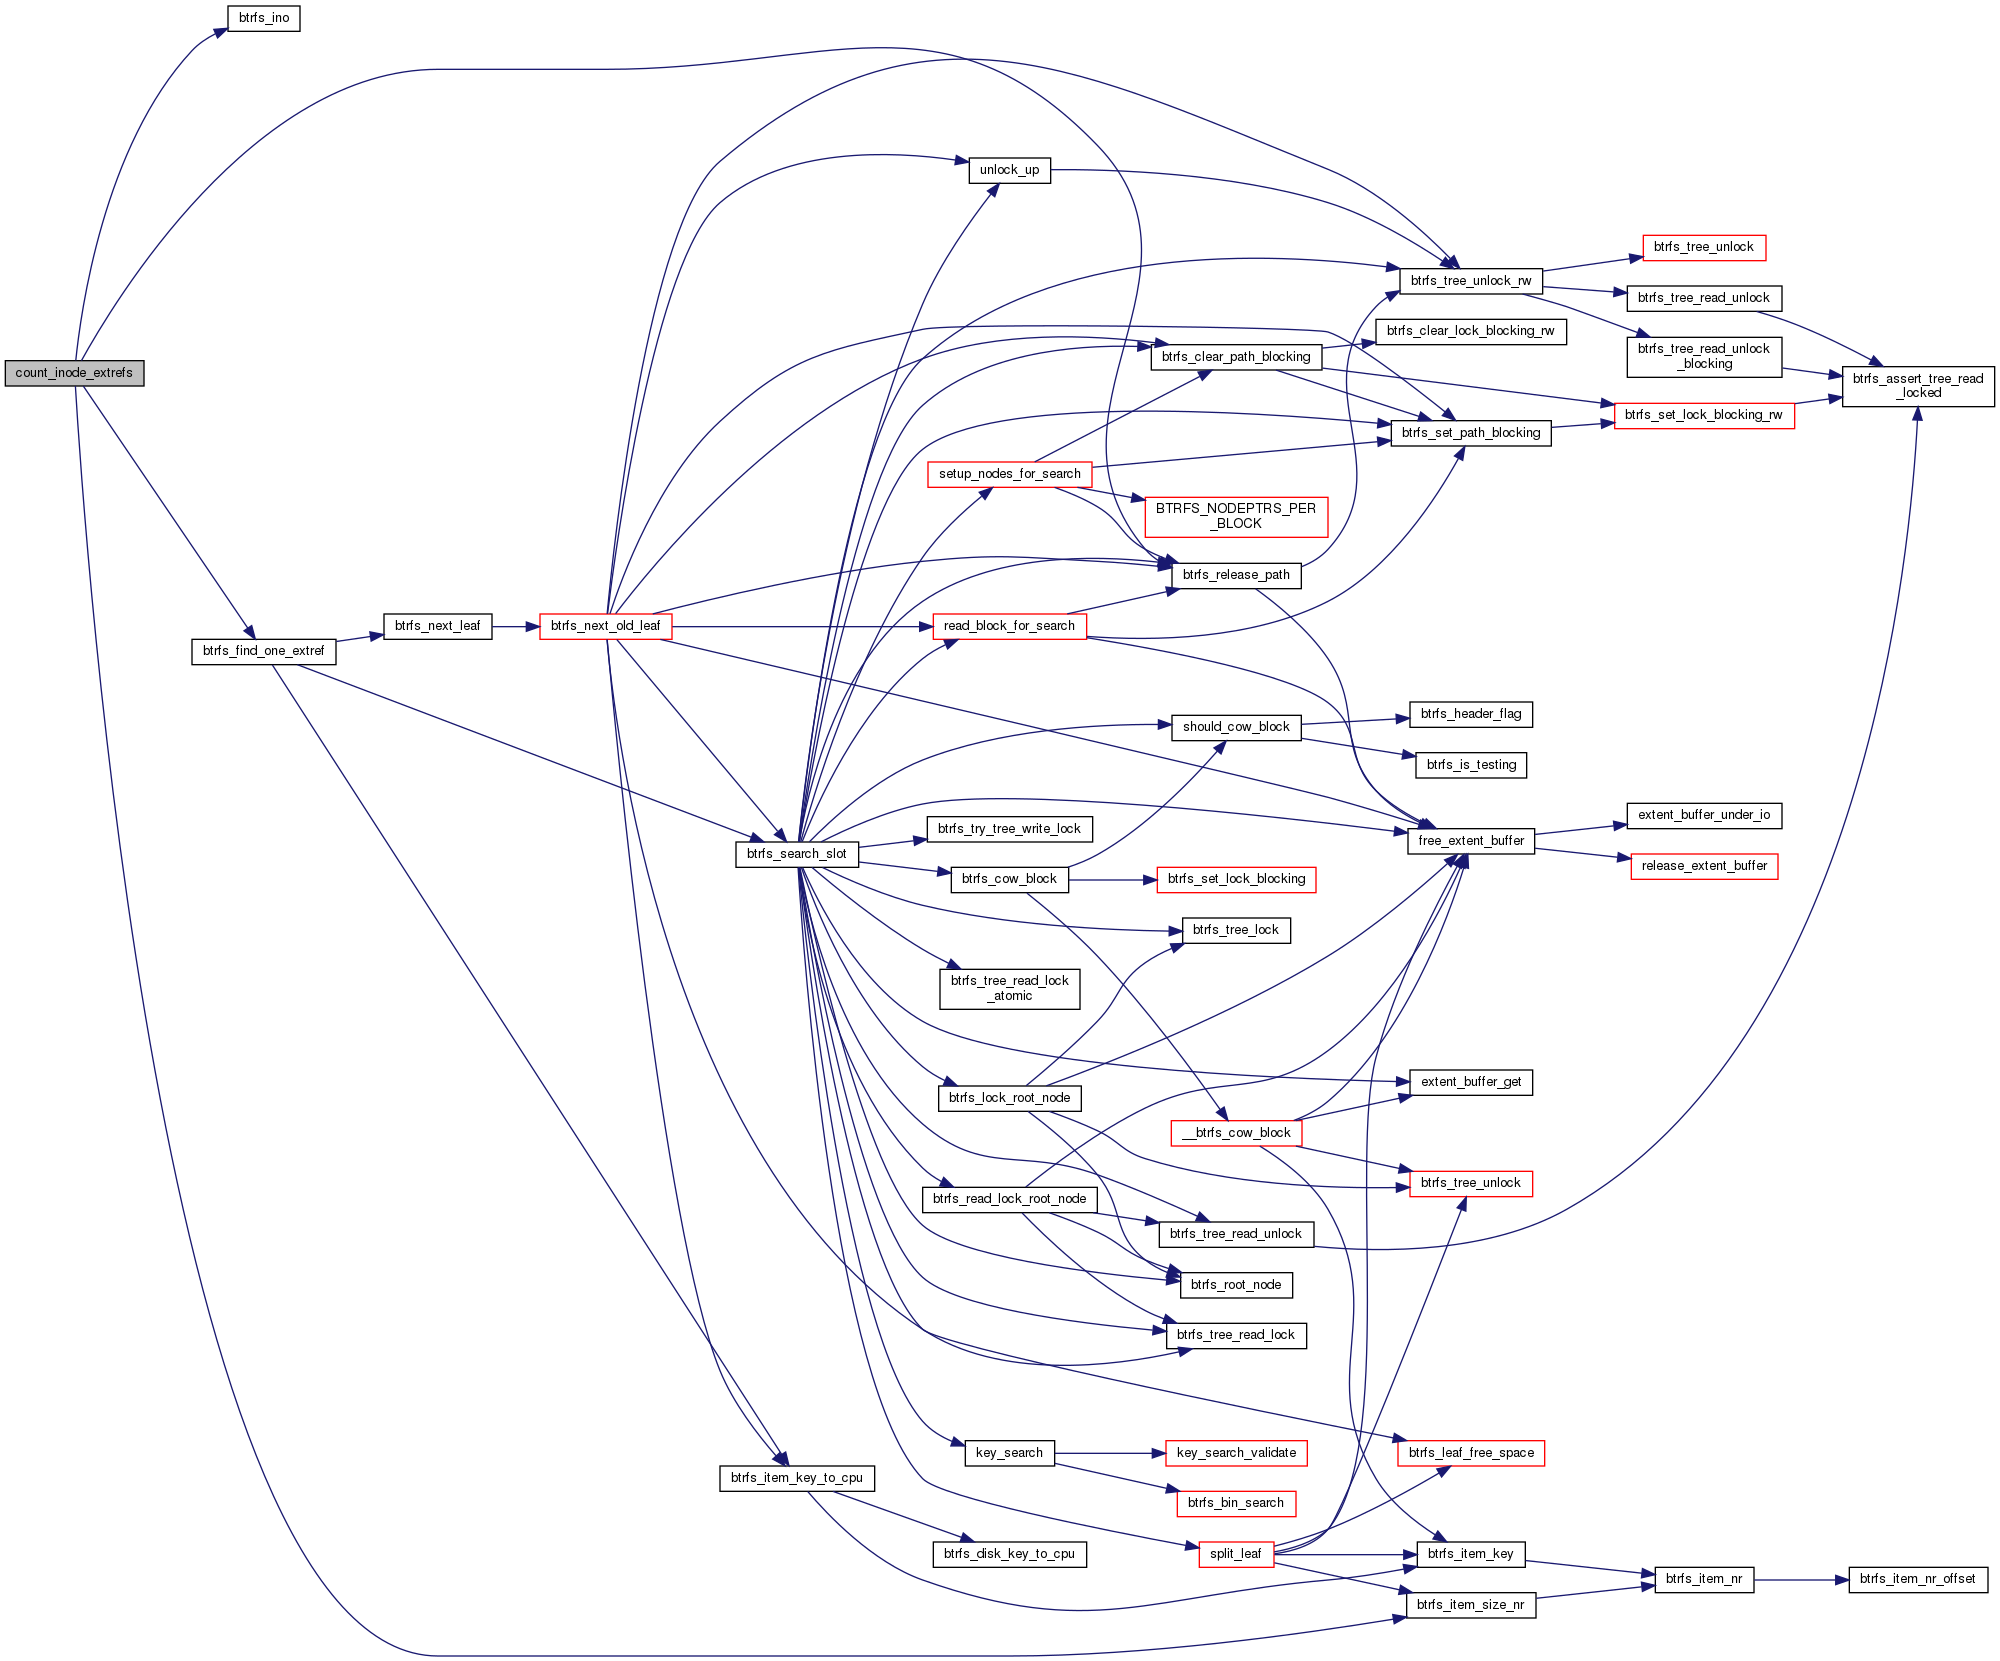 btrfs_ino
unlock_up
btrfs_tree_unlock
btrfs_tree_unlock_rw
btrfs_tree_read_unlock
btrfs_clear_lock_blocking_rw
btrfs_tree_read_unlock
_blocking
btrfs_clear_path_blocking
count_inode_extrefs
btrfs_assert_tree_read
_locked
btrfs_set_lock_blocking_rw
btrfs_set_path_blocking
setup_nodes_for_search
BTRFS_NODEPTRS_PER
_BLOCK
btrfs_release_path
btrfs_next_leaf
btrfs_next_old_leaf
read_block_for_search
btrfs_find_one_extref
btrfs_header_flag
should_cow_block
btrfs_is_testing
extent_buffer_under_io
btrfs_try_tree_write_lock
free_extent_buffer
btrfs_search_slot
release_extent_buffer
btrfs_cow_block
btrfs_set_lock_blocking
btrfs_tree_lock
btrfs_tree_read_lock
_atomic
extent_buffer_get
btrfs_lock_root_node
__btrfs_cow_block
btrfs_tree_unlock
btrfs_read_lock_root_node
btrfs_tree_read_unlock
btrfs_root_node
btrfs_tree_read_lock
key_search
key_search_validate
btrfs_leaf_free_space
btrfs_item_key_to_cpu
btrfs_bin_search
btrfs_disk_key_to_cpu
split_leaf
btrfs_item_key
btrfs_item_nr
btrfs_item_nr_offset
btrfs_item_size_nr